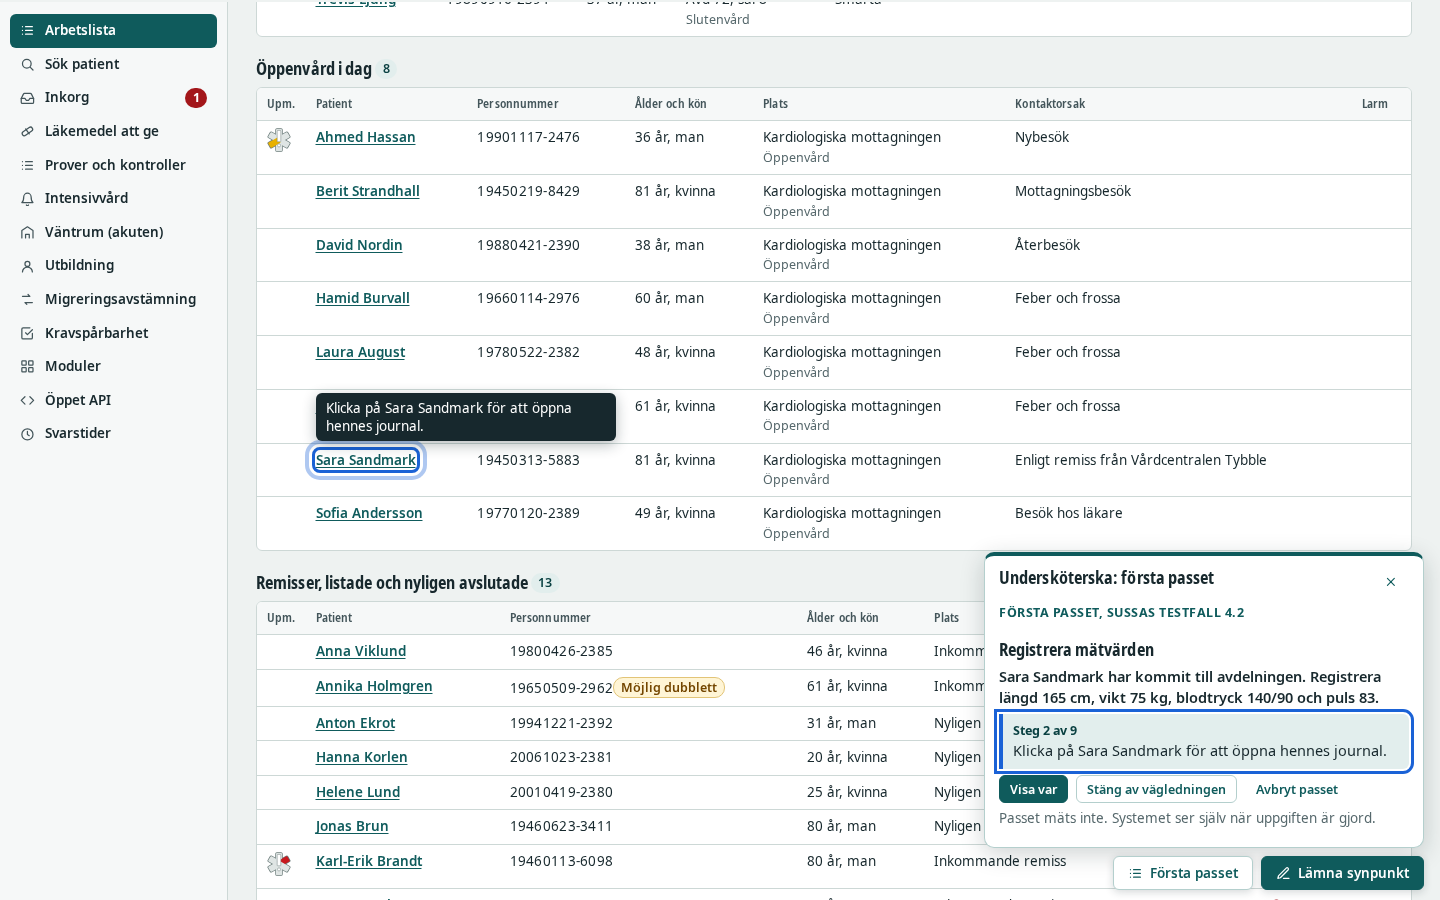 Arbetslista
Sök patient
Inkorg 1
Läkemedel att ge
Prover och kontroller
Intensivvård
Väntrum (akuten)
Utbildning
Migreringsavstämning
Kravspårbarhet
Moduler
Öppet API
Svarstider
Slutenvård
Öppenvård i dag 8
Upm. Patient Personnummer Ålder och kön Plats Kontaktorsak Larm
Ahmed Hassan 19901117-2476 36 år, man Kardiologiska mottagningen Nybesök
Öppenvård
Berit Strandhall 19450219-8429 81 år, kvinna Kardiologiska mottagningen Mottagningsbesök
Öppenvård
David Nordin 19880421-2390 38 år, man Kardiologiska mottagningen Återbesök
Öppenvård
Hamid Burvall 19660114-2976 60 år, man Kardiologiska mottagningen Feber och frossa
Öppenvård
Laura August 19780522-2382 48 år, kvinna Kardiologiska mottagningen Feber och frossa
Öppenvård
Klicka på Sara Sandmark för att öppna
hennes journal.
61 år, kvinna Kardiologiska mottagningen Feber och frossa
Öppenvård
Sara Sandmark 19450313-5883 81 år, kvinna Kardiologiska mottagningen Enligt remiss från Vårdcentralen Tybble
Öppenvård
Sofia Andersson 19770120-2389 49 år, kvinna Kardiologiska mottagningen Besök hos läkare
Öppenvård
Remisser, listade och nyligen avslutade 13
Upm. Patient Personnummer Ålder och kön Plats
Anna Viklund 19800426-2385 46 år, kvinna Inkomm
Annika Holmgren 19650509-2962 Möjlig dubblett 61 år, kvinna Inkomm
Anton Ekrot 19941221-2392 31 år, man Nyligen
Hanna Korlen 20061023-2381 20 år, kvinna Nyligen
Helene Lund 20010419-2380 25 år, kvinna Nyligen
Jonas Brun 19460623-3411 80 år, man Nyligen
Karl-Erik Brandt 19460113-6098 80 år, man Inkommande remiss
Undersköterska: första passet
FÖRSTA PASSET, SUSSAS TESTFALL 4.2
Registrera mätvärden
Sara Sandmark har kommit till avdelningen. Registrera
längd 165 cm, vikt 75 kg, blodtryck 140/90 och puls 83.
Steg 2 av 9
Klicka på Sara Sandmark för att öppna hennes journal.
Visa var Stäng av vägledningen Avbryt passet
Passet mäts inte. Systemet ser själv när uppgiften är gjord.
Första passet Lämna synpunkt